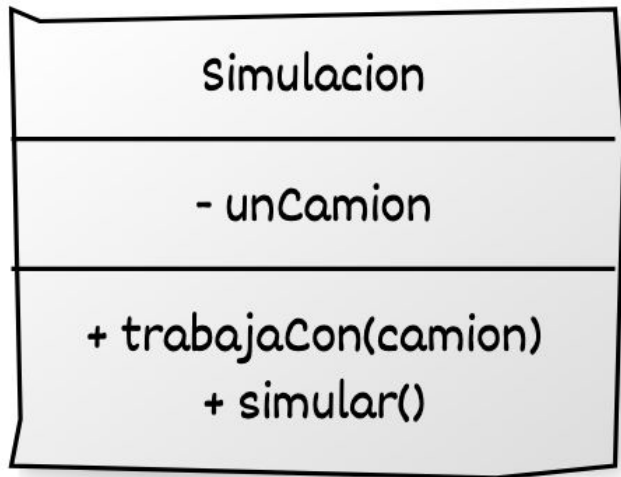 Simulacion
- unCamion
+ trabajaCon(camion)
+ simular()